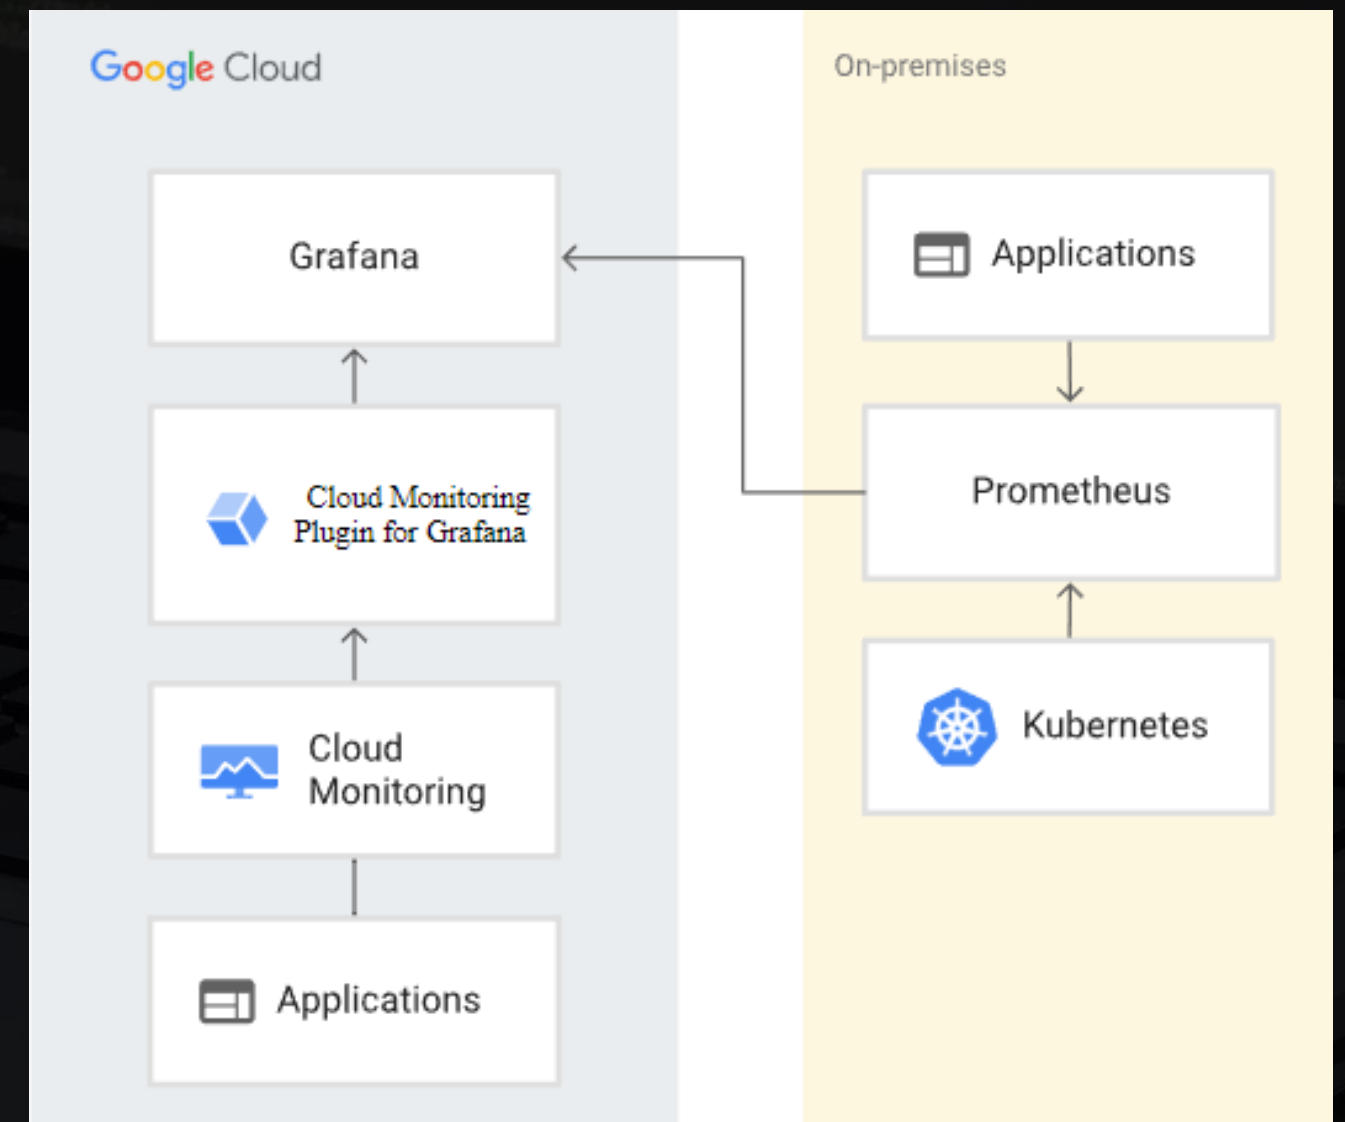 Google Cloud
Grafana
Cloud Monitoring
Plugin for Grafana
Cloud
Monitoring
Applications
On-premises
Applications
Prometheus
Kubernetes